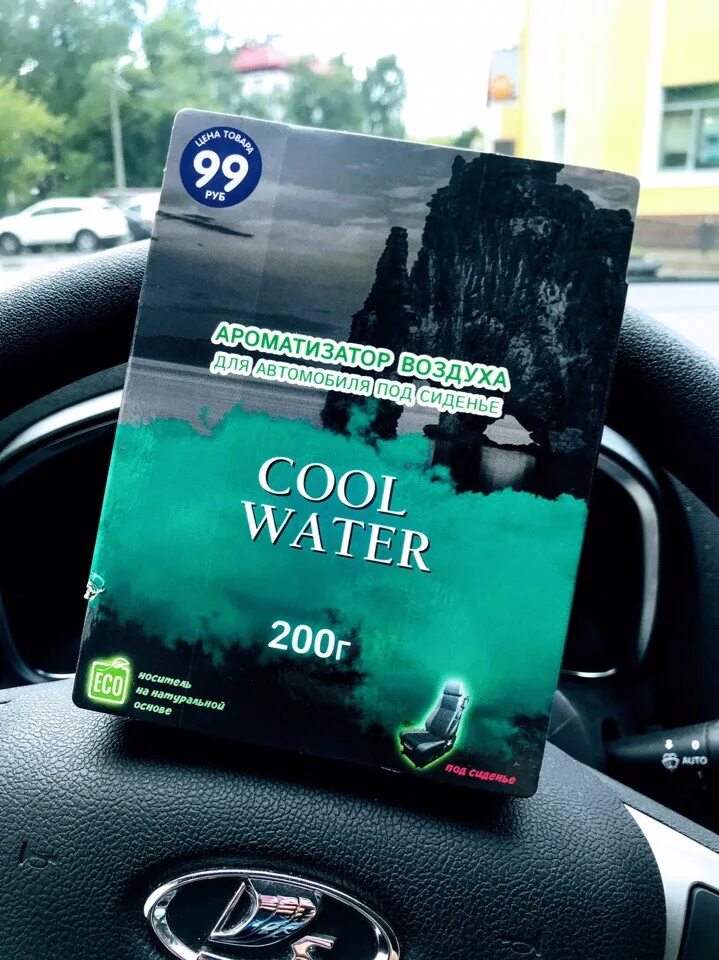 ЦЕНА ТОВАРА
99
РУБ
АРОМАТИЗАТОР ВОЗДУХА
ДЛЯ АВТОМОБИЛЯ ПОД СИДЕНЬЕ
COOL
WATER
200г
ECO
носитель
на натуральной
основе
под сиденье
AUTO